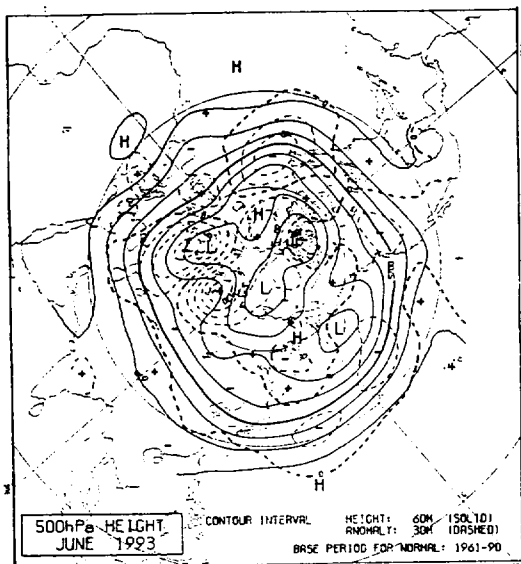 H
H
H
L
H
L
L
H
500hPa HEIGHT
JUNE 1993
CONTOUR INTERVAL
HEIGHT: 60M (SOLID)
ANOMALY: 30M (DASHED)
BASE PERIOD FOR NORMAL: 1961-90